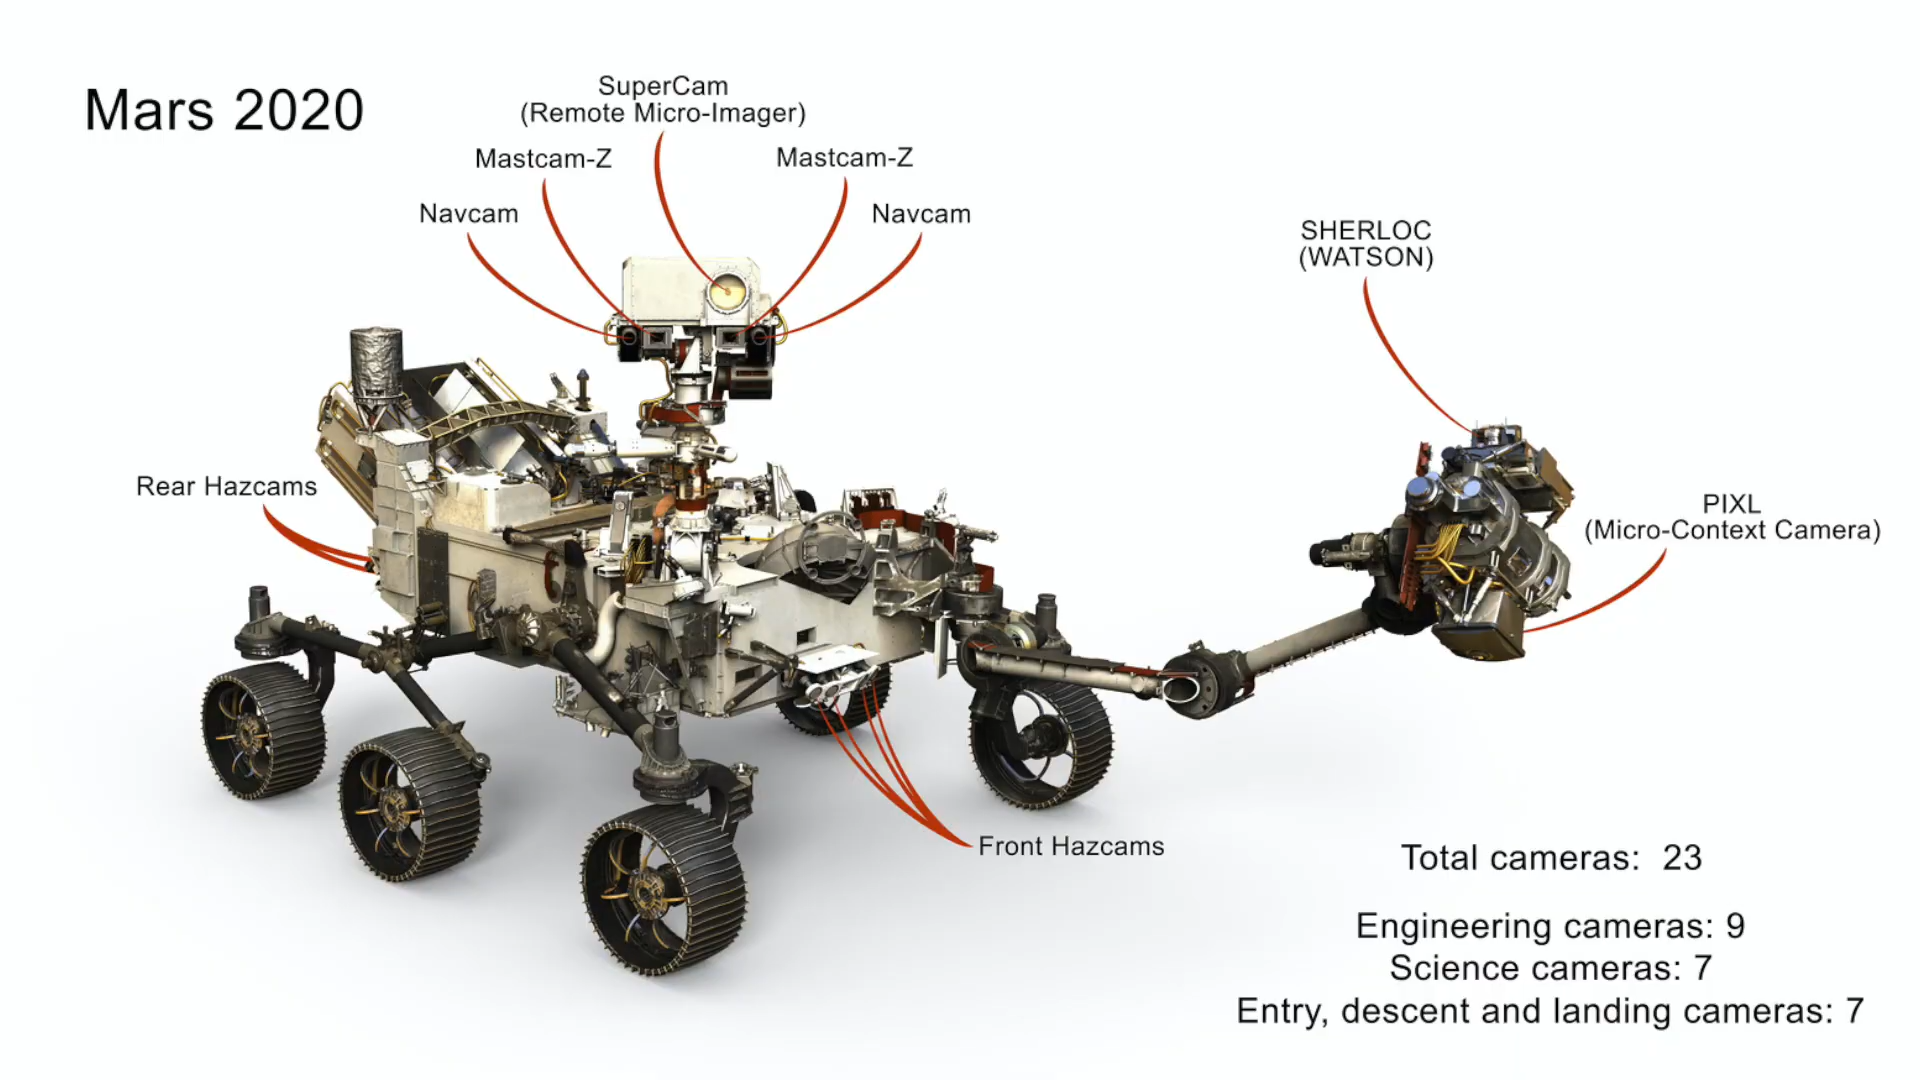 Mars 2020
SuperCam
(Remote Micro-Imager)
Mastcam-Z
Mastcam-Z
Navcam
Navcam
SHERLOC
(WATSON)
Rear Hazcams
PIXL
(Micro-Context Camera)
Front Hazcams
Total cameras: 23
Engineering cameras: 9
Science cameras: 7
Entry, descent and landing cameras: 7